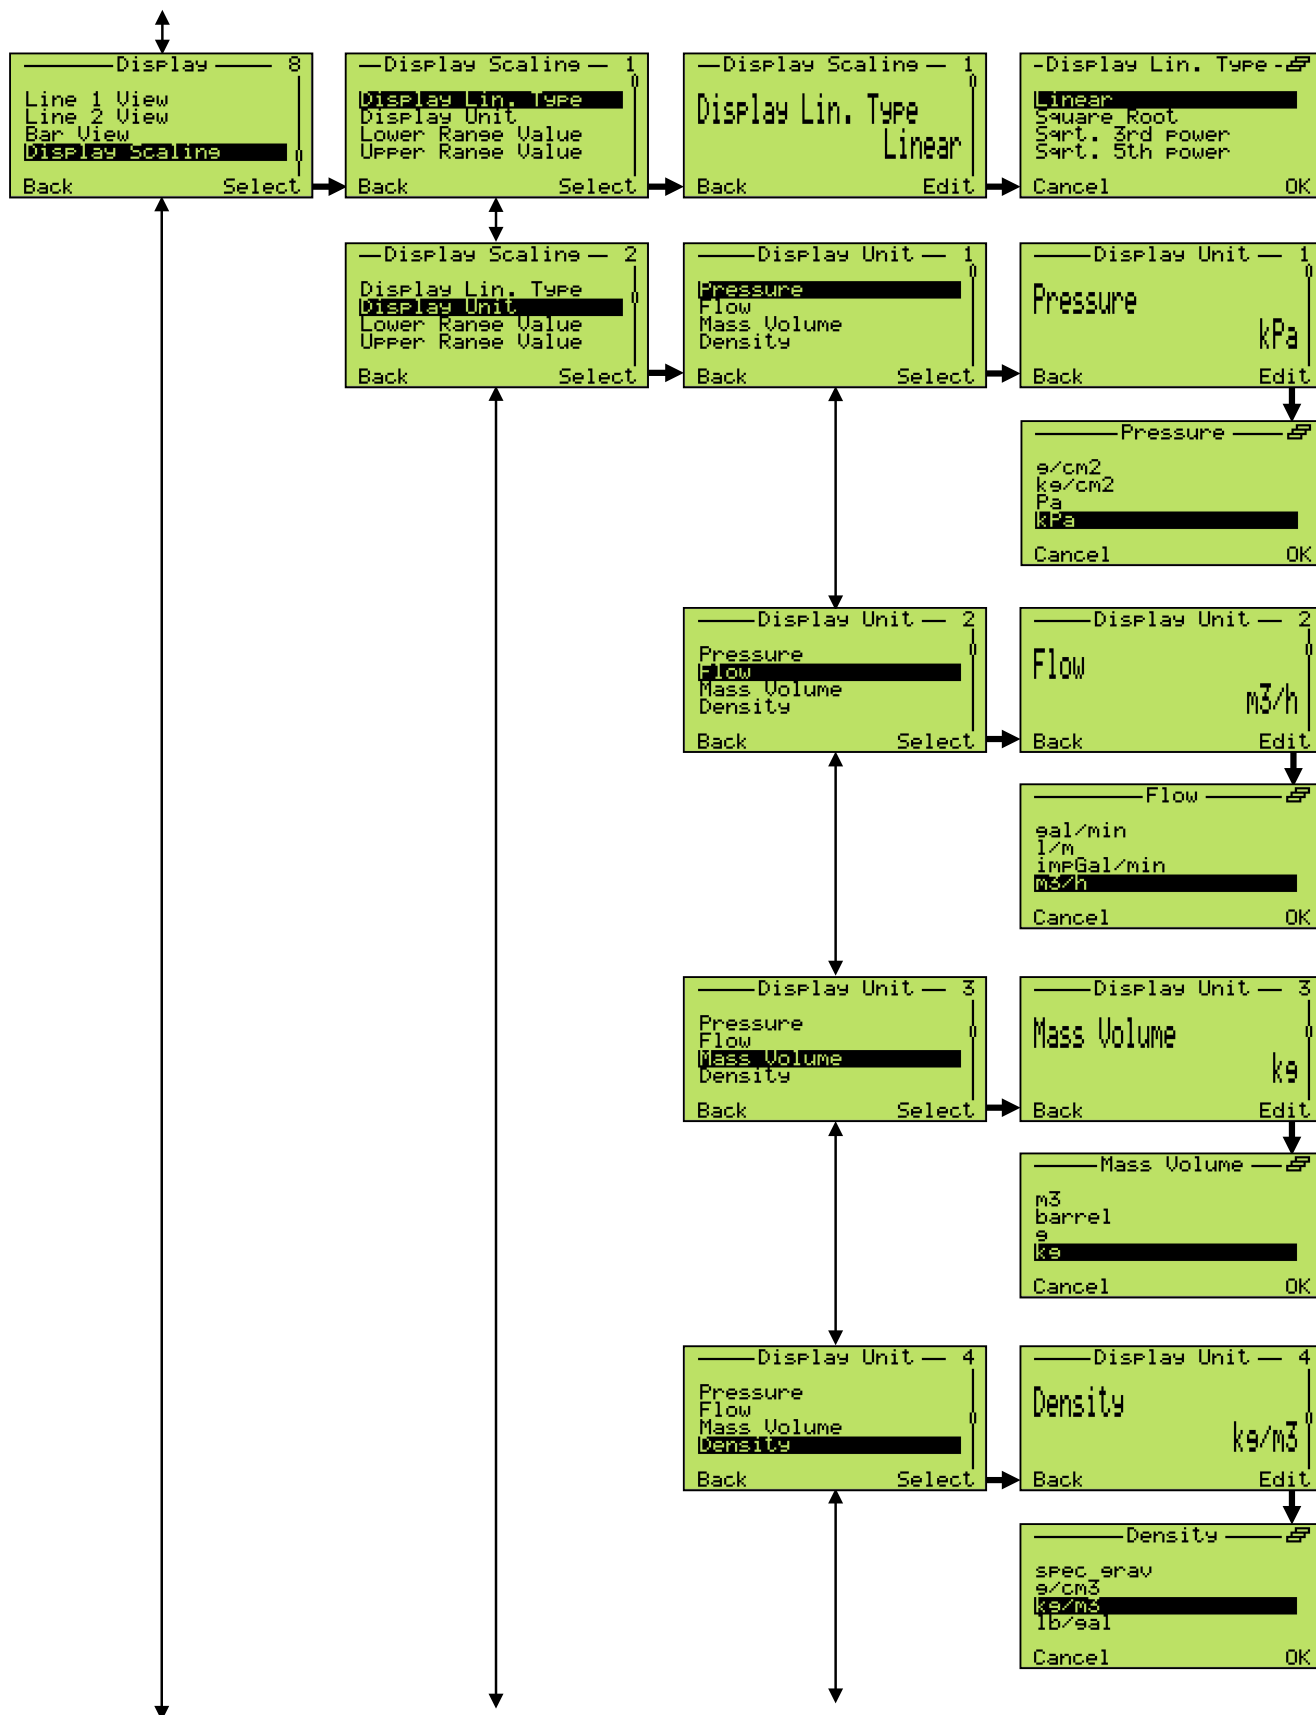 Display 8
Line 1 View
Line 2 View
Bar View
Display Scaling
Back Select
Display Scaling 1
Display Lin. Type
Display Unit
Lower Range Value
Upper Range Value
Back Select
Display Scaling 1
Display Lin. Type
Linear
Back Edit
-Display Lin. Type-
Linear
Square Root
Sqrt. 3rd power
Sqrt. 5th power
Cancel OK
Display Scaling 2
Display Lin. Type
Display Unit
Lower Range Value
Upper Range Value
Back Select
Display Unit 1
Pressure
Flow
Mass Volume
Density
Back Select
Display Unit 1
Pressure
kPa
Back Edit
Pressure
g/cm2
kg/cm2
Pa
kPa
Cancel OK
Display Unit 2
Pressure
Flow
Mass Volume
Density
Back Select
Display Unit 2
Flow
m3/h
Back Edit
Flow
gal/min
l/m
impGal/min
m3/h
Cancel OK
Display Unit 3
Pressure
Flow
Mass Volume
Density
Back Select
Display Unit 3
Mass Volume
kg
Back Edit
Mass Volume
m3
barrel
g
kg
Cancel OK
Display Unit 4
Pressure
Flow
Mass Volume
Density
Back Select
Display Unit 4
Density
kg/m3
Back Edit
Density
spec_grav
g/cm3
kg/m3
lb/gal
Cancel OK